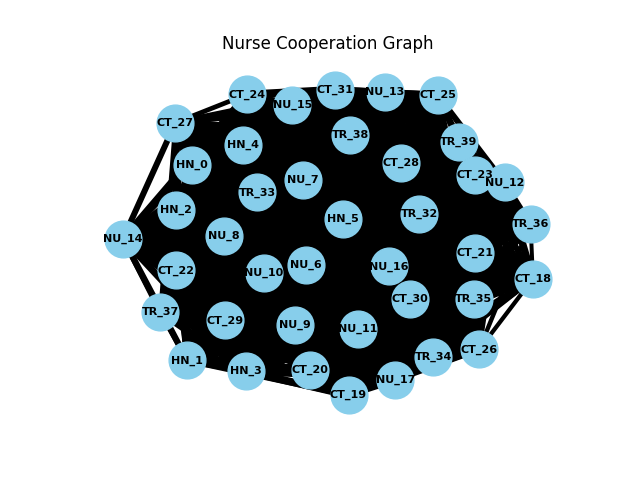 Nurse Cooperation Graph
CT_31
NU_13
CT_24
CT_25
NU_15
CT_27
TR_38
TR_39
HN_4
CT_28
HN_0
CT_23
NU_7
NU_12
TR_33
HN_2
TR_32
HN_5
TR_36
NU_8
NU_14
CT_21
NU_6
NU_16
CT_22
NU_10
CT_18
CT_30
TR_35
TR_37
CT_29
NU_9
NU_11
CT_26
TR_34
HN_1
CT_20
HN_3
NU_17
CT_19